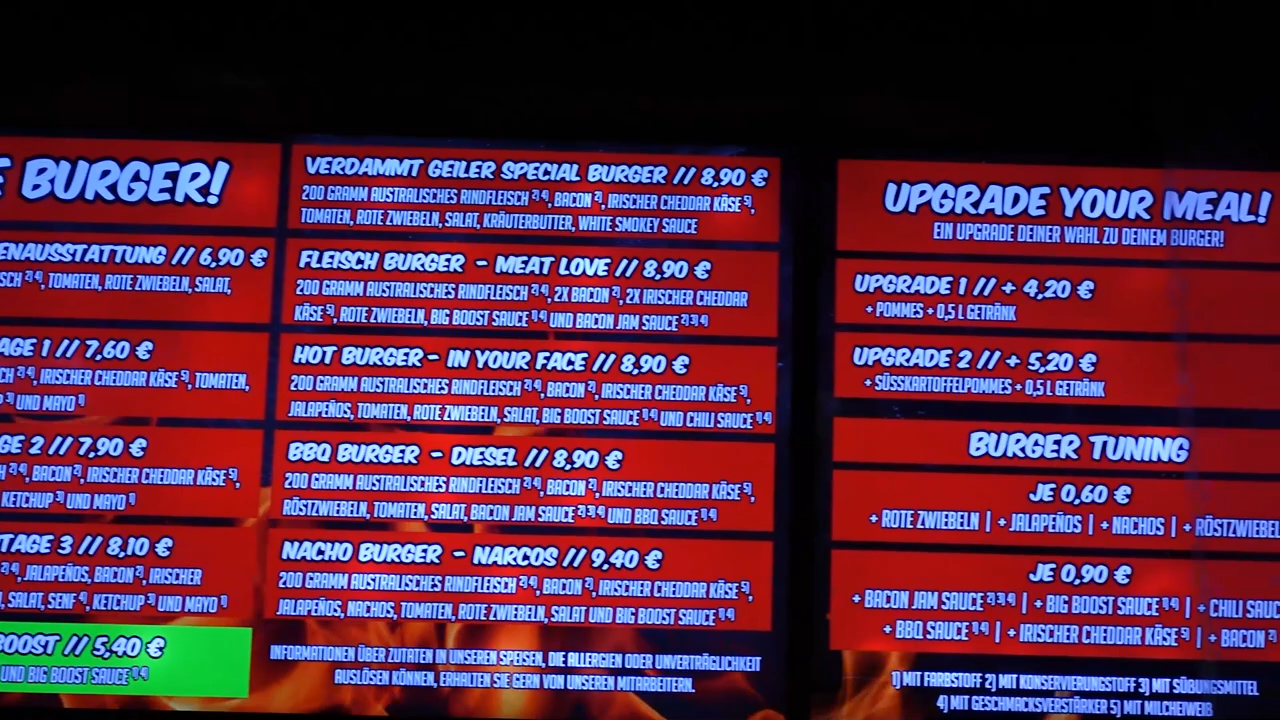 BURGER!
6,90 €
TOMATEN, ROTE ZWIEBELN, SALAT,
1 // 7,60 €
IRISCHER CHEDDAR KÄSE 5), TOMATEN,
UND MAYO 1)
2 // 7,90 €
BACON 2), IRISCHER CHEDDAR KÄSE 5),
KETCHUP 3) UND MAYO 1)
3 // 8,10 €
2) 4), JALAPEÑOS, BACON 2), IRISCHER
SALAT, SENF 4), KETCHUP 3) UND MAYO 1)
BOOST // 5,40 €
UND BIG BOOST SAUCE 1) 4)
VERDAMMT GEILER SPECIAL BURGER // 8,90 €
200 GRAMM AUSTRALISCHES RINDFLEISCH 2) 4), BACON 2), IRISCHER CHEDDAR KÄSE 5),
TOMATEN, ROTE ZWIEBELN, SALAT, KRÄUTERBUTTER, WHITE SMOKEY SAUCE
FLEISCH BURGER - MEAT LOVE // 8,90 €
200 GRAMM AUSTRALISCHES RINDFLEISCH 2) 4), 2X BACON 2), 2X IRISCHER CHEDDAR
KÄSE 5), ROTE ZWIEBELN, BIG BOOST SAUCE 1) 4) UND BACON JAM SAUCE 2) 3) 4)
HOT BURGER - IN YOUR FACE // 8,90 €
200 GRAMM AUSTRALISCHES RINDFLEISCH 2) 4), BACON 2), IRISCHER CHEDDAR KÄSE 5),
JALAPEÑOS, TOMATEN, ROTE ZWIEBELN, SALAT, BIG BOOST SAUCE 1) 4) UND CHILI SAUCE 1) 4)
BBQ BURGER - DIESEL // 8,90 €
200 GRAMM AUSTRALISCHES RINDFLEISCH 2) 4), BACON 2), IRISCHER CHEDDAR KÄSE 5),
RÖSTZWIEBELN, TOMATEN, SALAT, BACON JAM SAUCE 2) 3) 4) UND BBQ SAUCE 1) 4)
NACHO BURGER - NARCOS // 9,40 €
200 GRAMM AUSTRALISCHES RINDFLEISCH 2) 4), BACON 2), IRISCHER CHEDDAR KÄSE 5),
JALAPEÑOS, NACHOS, TOMATEN, ROTE ZWIEBELN, SALAT UND BIG BOOST SAUCE 1) 4)
INFORMATIONEN ÜBER ZUTATEN IN UNSEREN SPEISEN, DIE ALLERGIEN ODER UNVERTRÄGLICHKEIT
AUSLÖSEN KÖNNEN, ERHALTEN SIE GERN VON UNSEREN MITARBEITERN.
UPGRADE YOUR MEAL!
EIN UPGRADE DEINER WAHL ZU DEINEM BURGER!
UPGRADE 1 // + 4,20 €
+ POMMES + 0,5 L GETRÄNK
UPGRADE 2 // + 5,20 €
+ SÜSSKARTOFFELPOMMES + 0,5 L GETRÄNK
BURGER TUNING
JE 0,60 €
+ ROTE ZWIEBELN | + JALAPEÑOS | + NACHOS | + RÖSTZWIEBEL
JE 0,90 €
+ BACON JAM SAUCE 2) 3) 4) | + BIG BOOST SAUCE 1) 4) | + CHILI SAUC
+ BBQ SAUCE 1) 4) | + IRISCHER CHEDDAR KÄSE 5) | + BACON 2)
1) MIT FARBSTOFF 2) MIT KONSERVIERUNGSTOFF 3) MIT SÜBUNGSMITTEL
4) MIT GESCHMACKSVERSTÄRKER 5) MIT MILCHEIWEIß